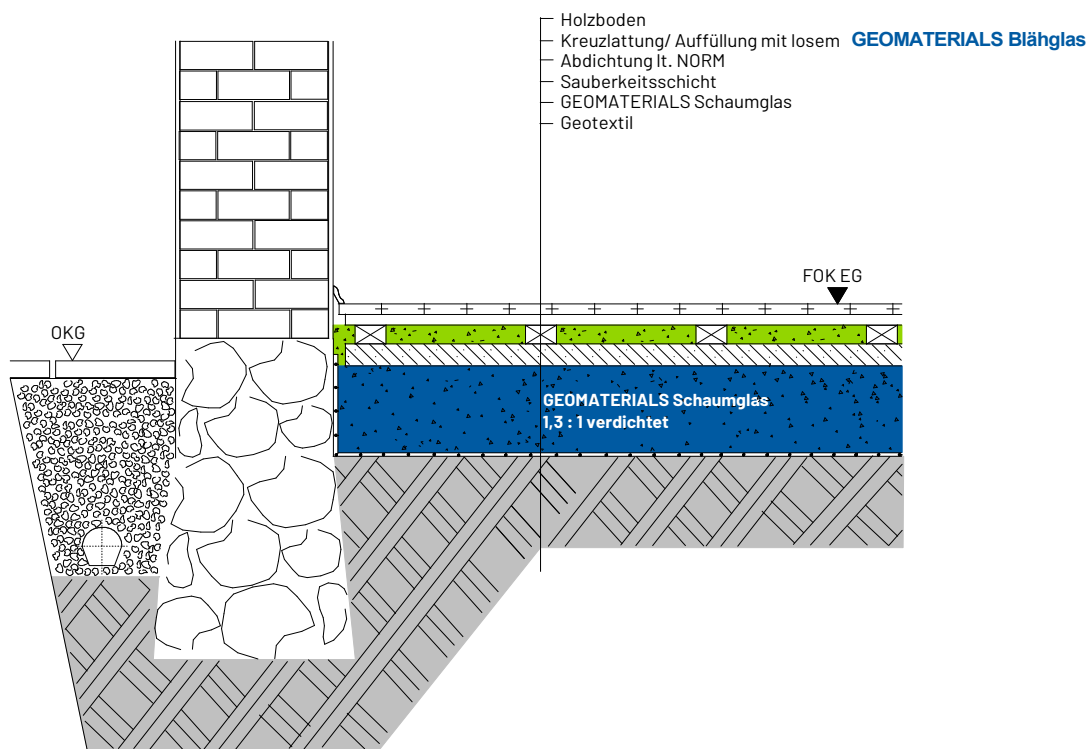 Holzboden
Kreuzlattung/ Auffüllung mit losem GEOMATERIALS Blähglas
Abdichtung lt. NORM
Sauberkeitsschicht
GEOMATERIALS Schaumglas
Geotextil
FOK EG
OKG
GEOMATERIALS Schaumglas
1,3 : 1 verdichtet